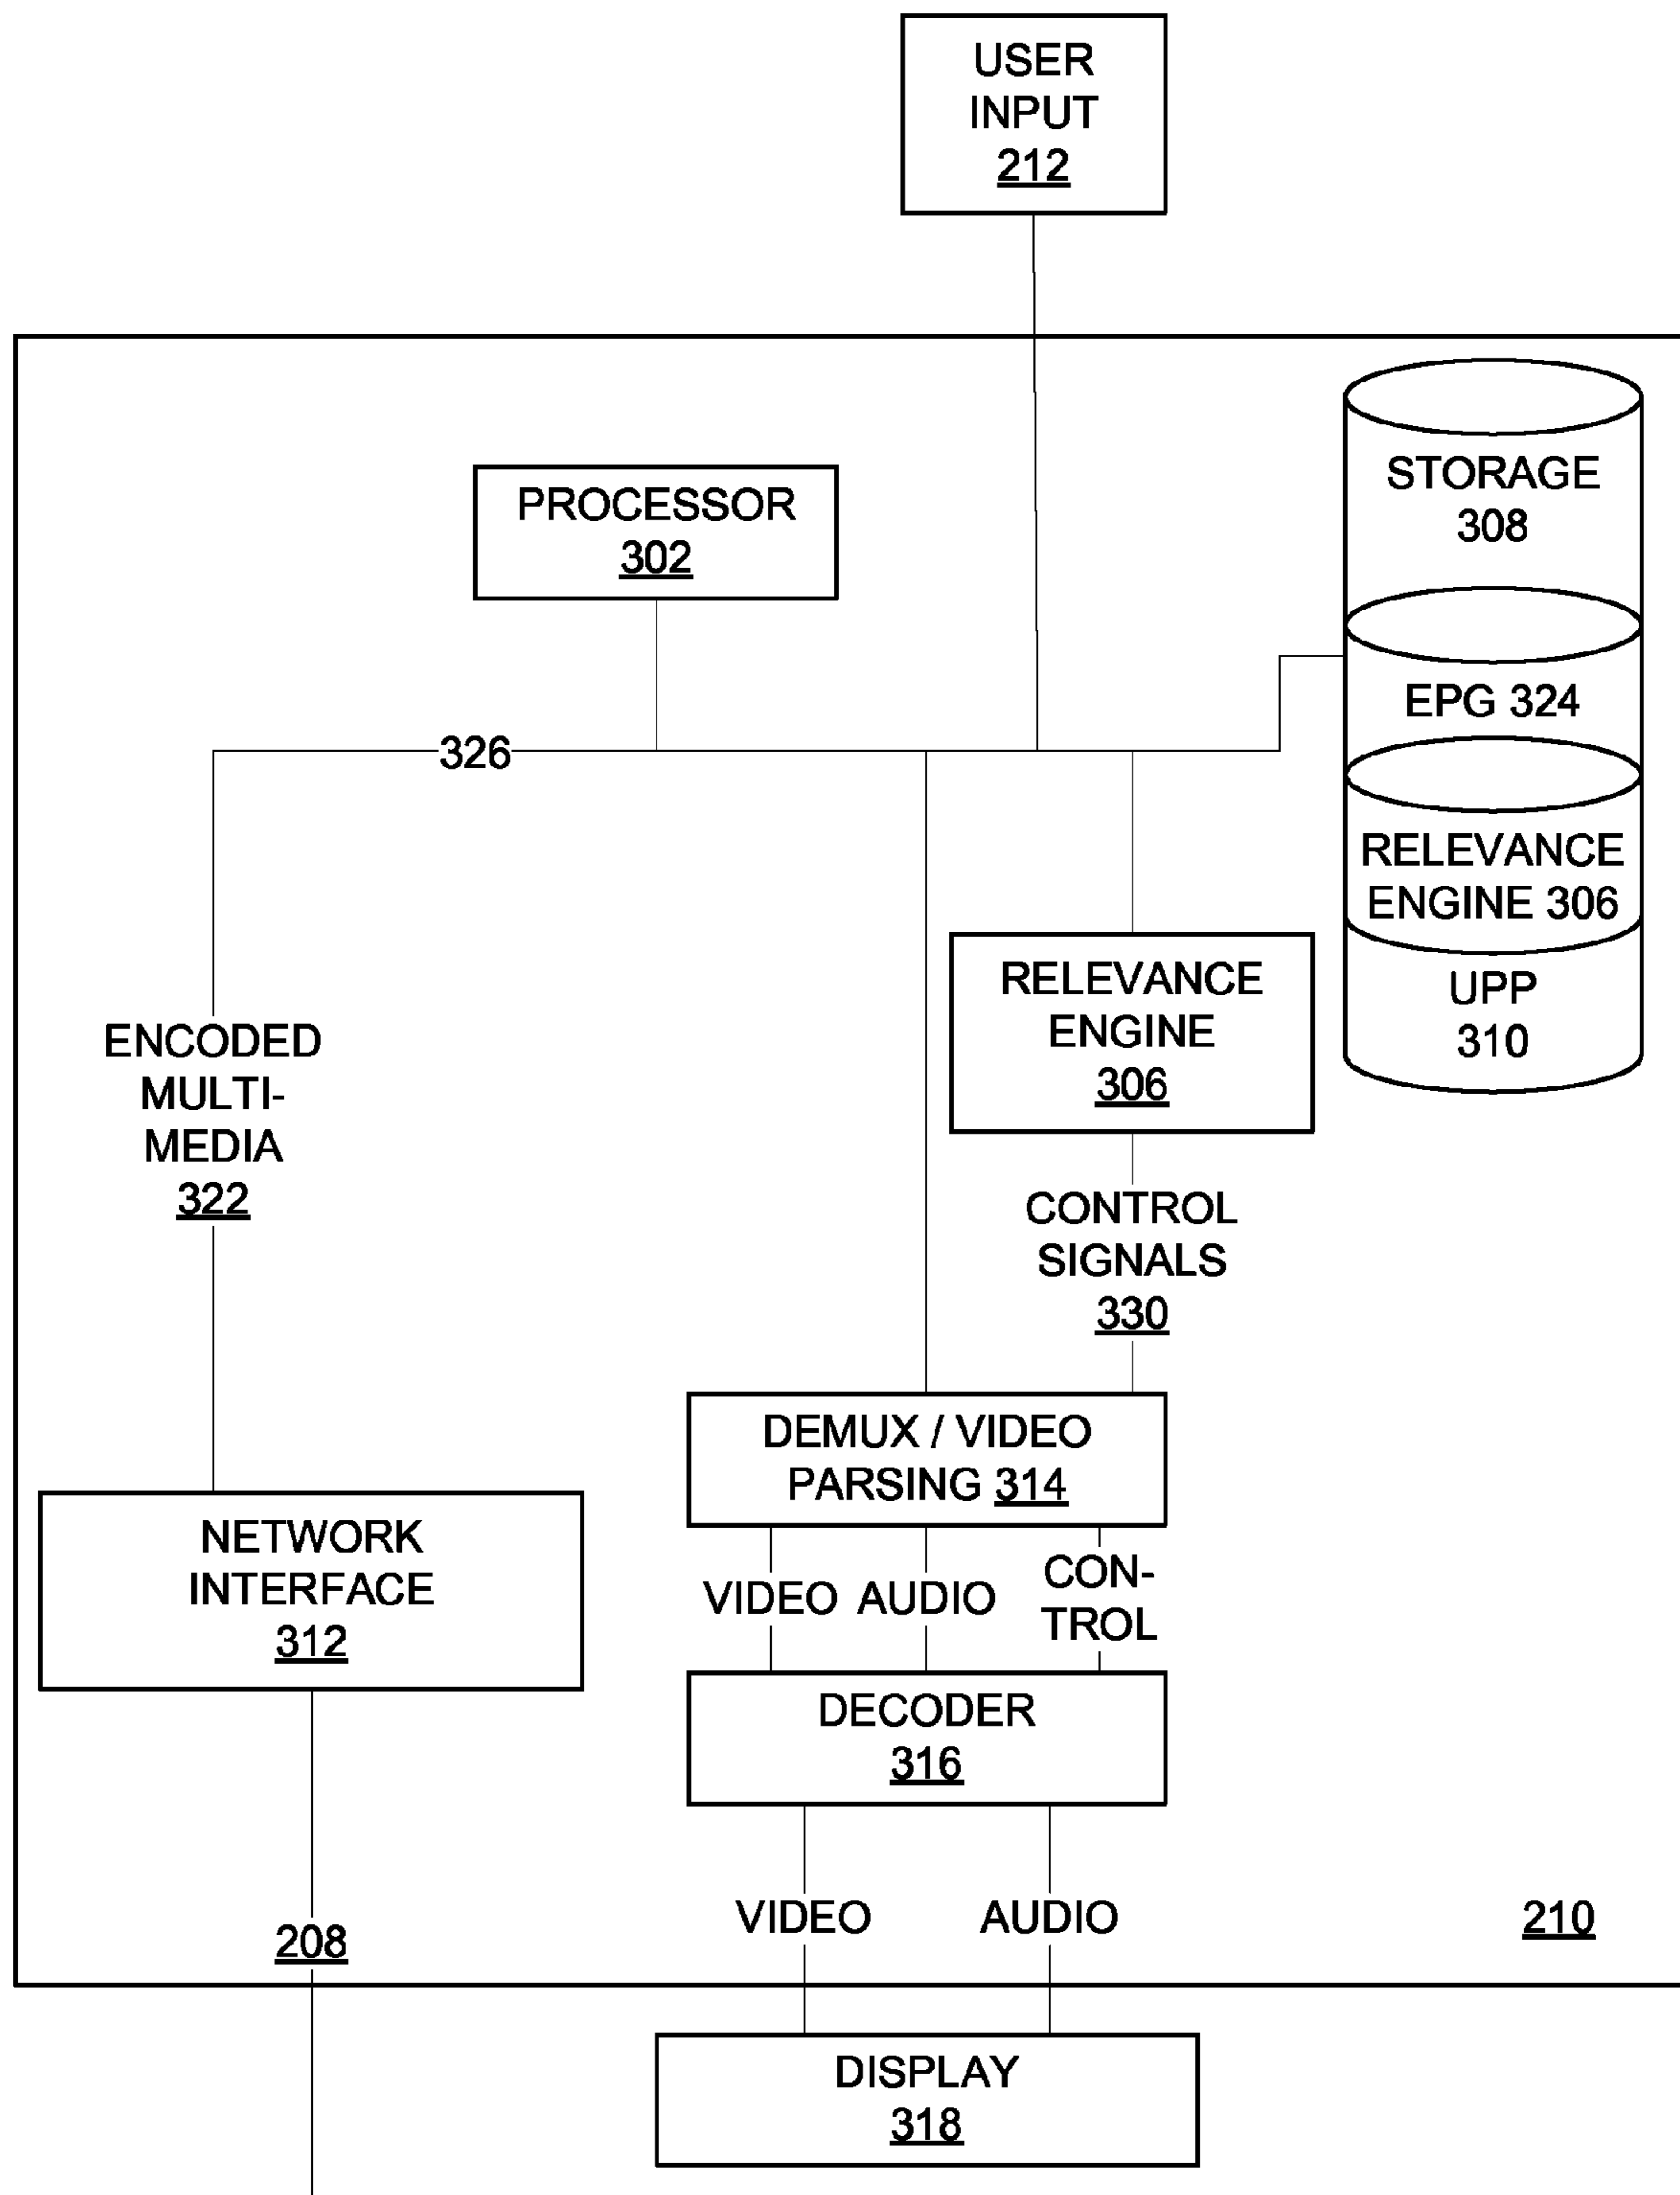 USER
INPUT
212
PROCESSOR
302
STORAGE
308
EPG 324
RELEVANCE
ENGINE 306
UPP
310
326
RELEVANCE
ENGINE
306
ENCODED
MULTI-
MEDIA
322
CONTROL
SIGNALS
330
DEMUX / VIDEO
PARSING 314
NETWORK
INTERFACE
312
VIDEO
AUDIO
CON-
TROL
DECODER
316
VIDEO
AUDIO
208
210
DISPLAY
318